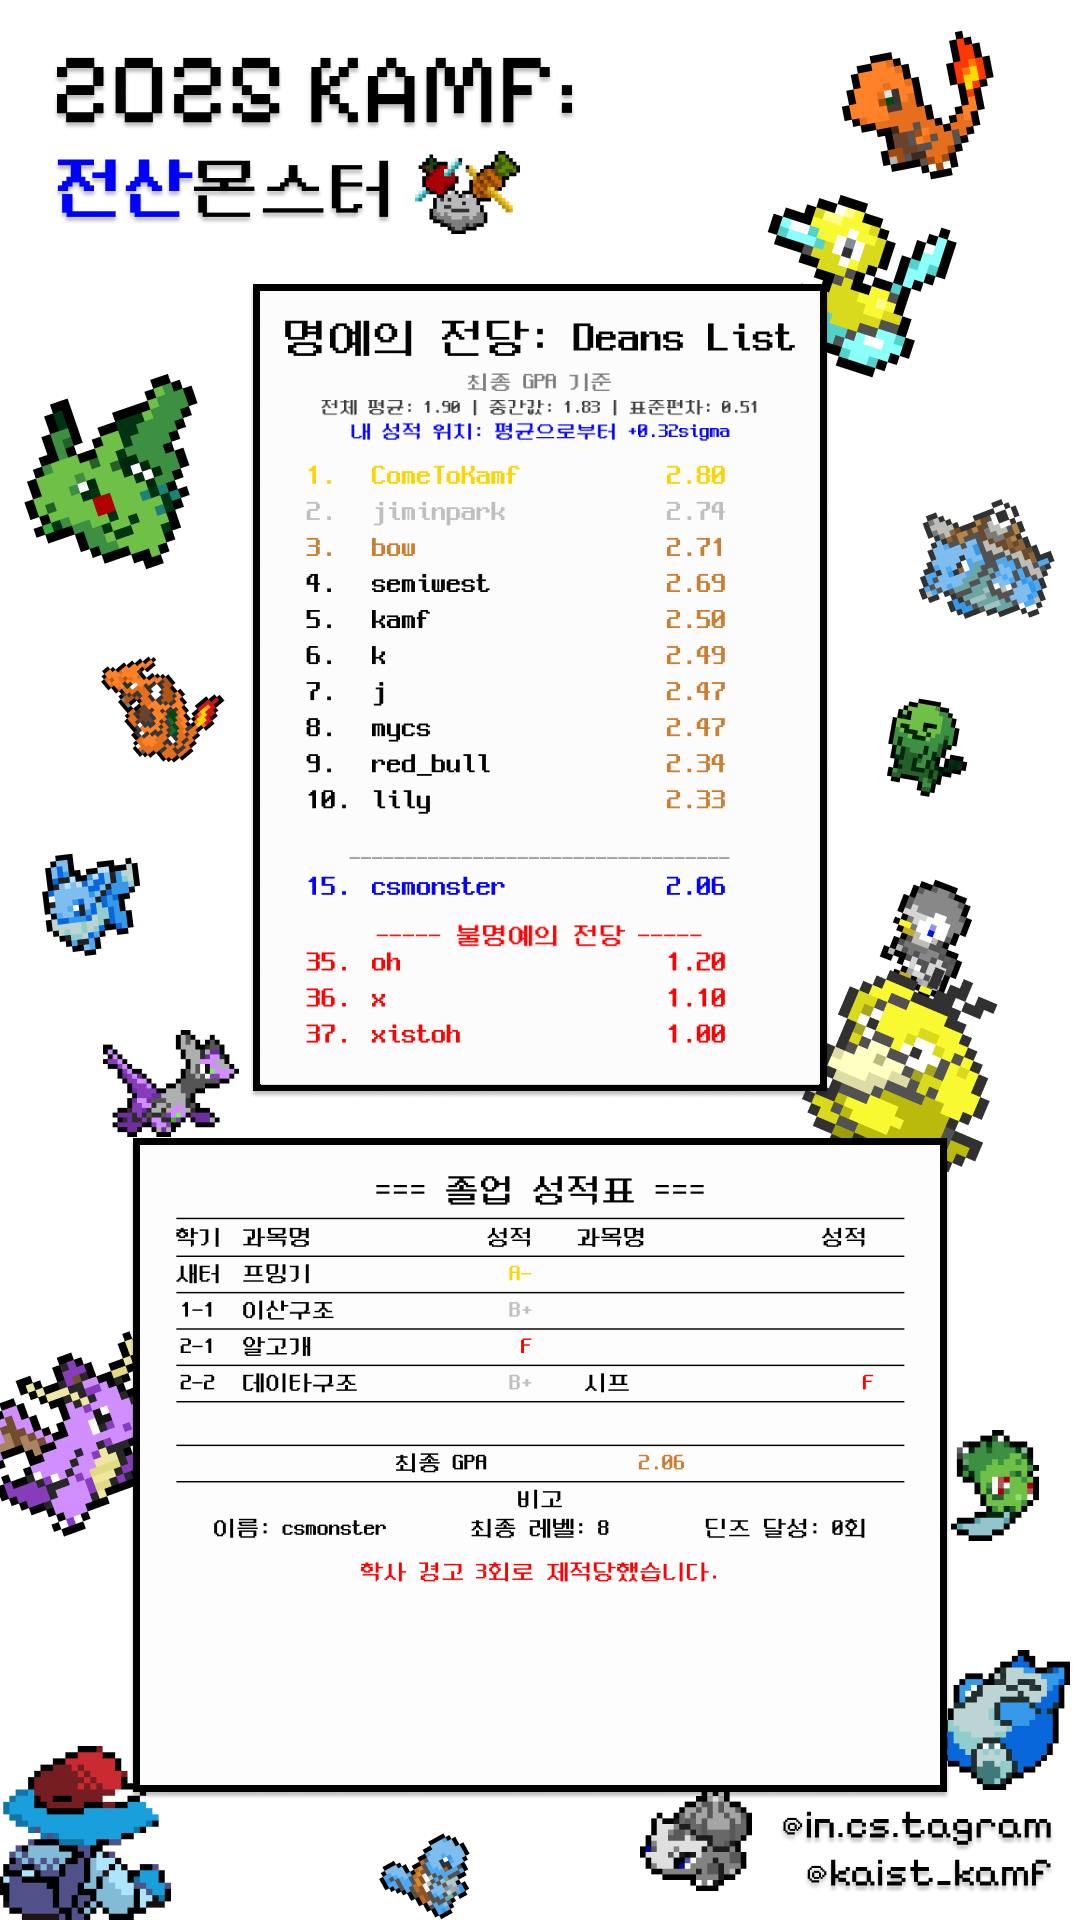 2025 KAMF:
전산몬스터
명예의 전당: Deans List
최종 GPA 기준
전체 평균: 1.90 | 중간값: 1.83 | 표준편차: 0.51
내 성적 위치: 평균으로부터 +0.32sigma
1. ComeToKamf 2.80
2. jiminpark 2.74
3. bow 2.71
4. semiwest 2.69
5. kamf 2.50
6. k 2.49
7. j 2.47
8. mycs 2.47
9. red_bull 2.34
10. lily 2.33
----------------------------------
15. csmonster 2.06
----- 불명예의 전당 -----
35. oh 1.20
36. x 1.10
37. xistoh 1.00
=== 졸업 성적표 ===
학기 과목명 성적 과목명 성적
새터 프밍기 A-
1-1 이산구조 B+
2-1 알고개 F
2-2 데이타구조 B+ 시프 F
최종 GPA 2.06
비고
이름: csmonster 최종 레벨: 8 딘즈 달성: 0회
학사 경고 3회로 제적당했습니다.
@in.cs.tagram
@kaist_kamf